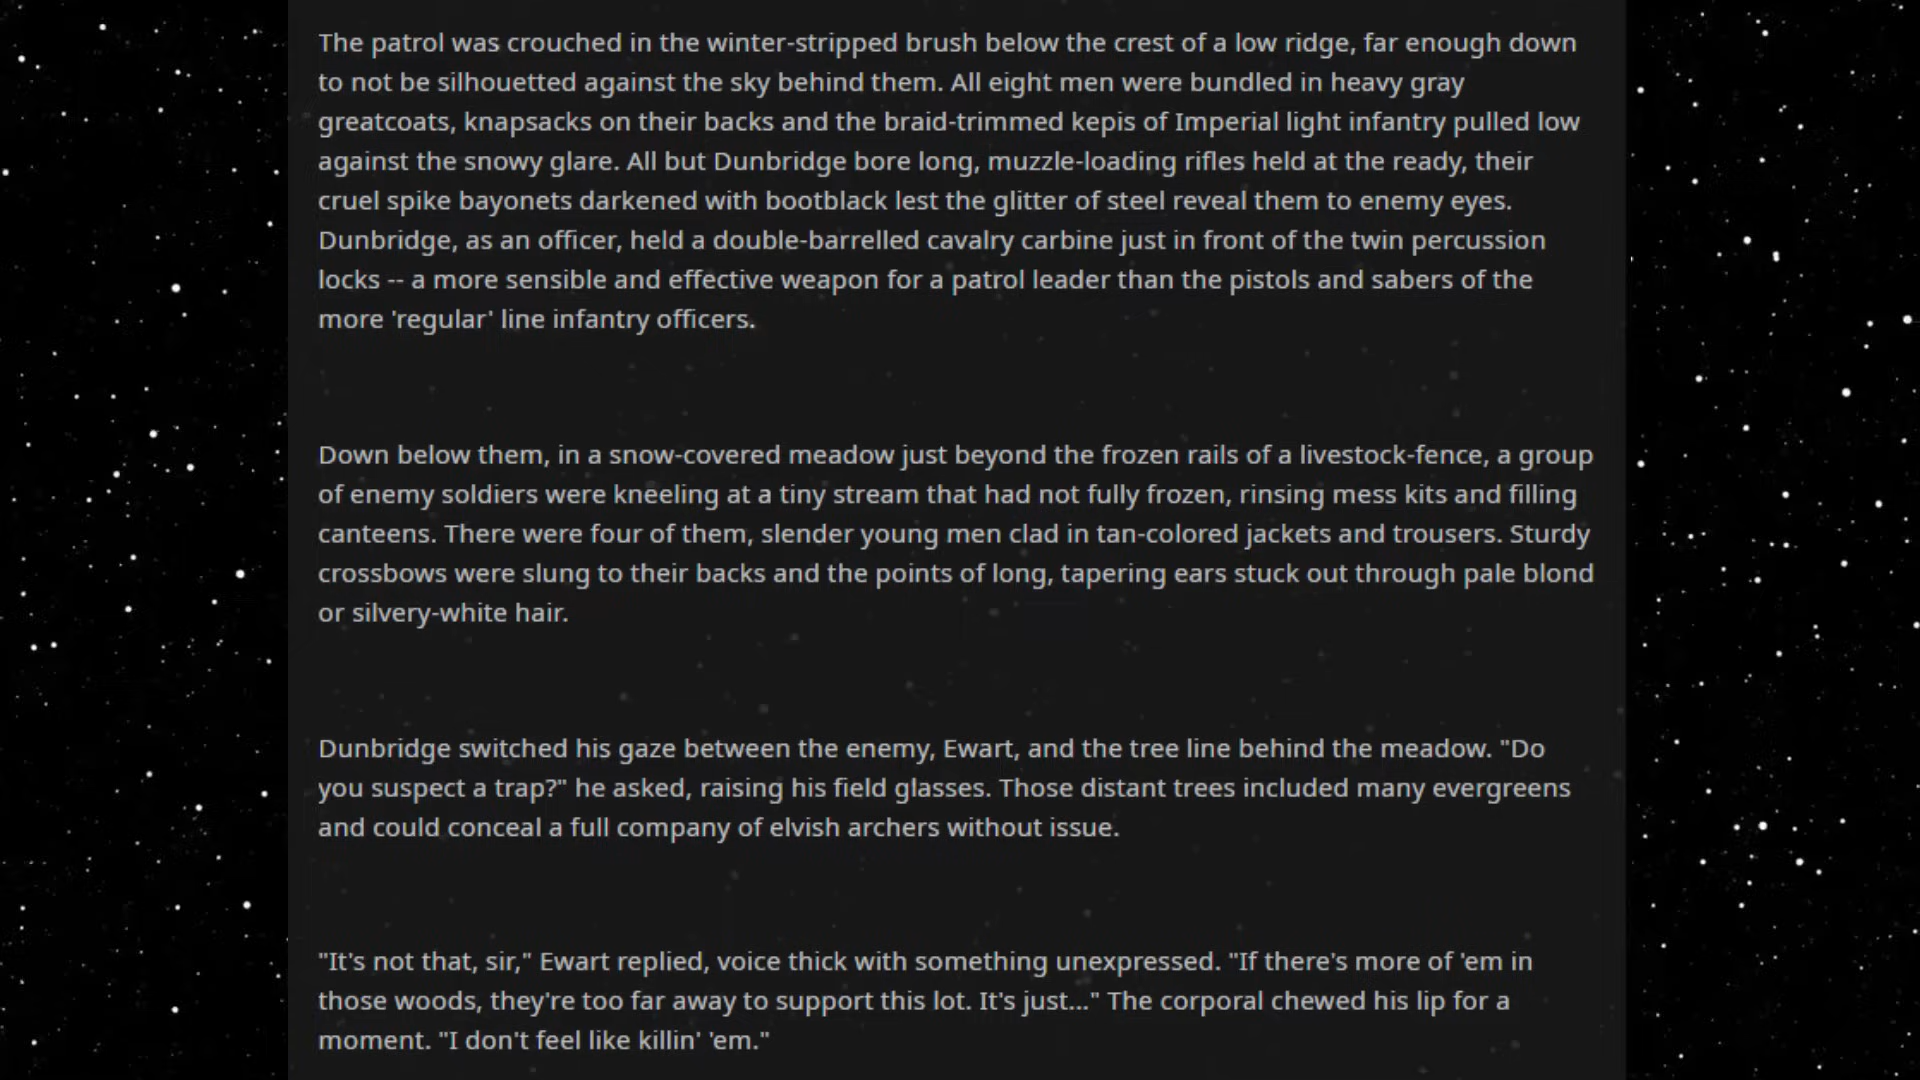 The patrol was crouched in the winter-stripped brush below the crest of a low ridge, far enough down
to not be silhouetted against the sky behind them. All eight men were bundled in heavy gray
greatcoats, knapsacks on their backs and the braid-trimmed kepis of Imperial light infantry pulled low
against the snowy glare. All but Dunbridge bore long, muzzle-loading rifles held at the ready, their
cruel spike bayonets darkened with bootblack lest the glitter of steel reveal them to enemy eyes.
Dunbridge, as an officer, held a double-barrelled cavalry carbine just in front of the twin percussion
locks -- a more sensible and effective weapon for a patrol leader than the pistols and sabers of the
more 'regular' line infantry officers.
Down below them, in a snow-covered meadow just beyond the frozen rails of a livestock-fence, a group
of enemy soldiers were kneeling at a tiny stream that had not fully frozen, rinsing mess kits and filling
canteens. There were four of them, slender young men clad in tan-colored jackets and trousers. Sturdy
crossbows were slung to their backs and the points of long, tapering ears stuck out through pale blond
or silvery-white hair.
Dunbridge switched his gaze between the enemy, Ewart, and the tree line behind the meadow. "Do
you suspect a trap?" he asked, raising his field glasses. Those distant trees included many evergreens
and could conceal a full company of elvish archers without issue.
"It's not that, sir," Ewart replied, voice thick with something unexpressed. "If there's more of 'em in
those woods, they're too far away to support this lot. It's just..." The corporal chewed his lip for a
moment. "I don't feel like killin' 'em."